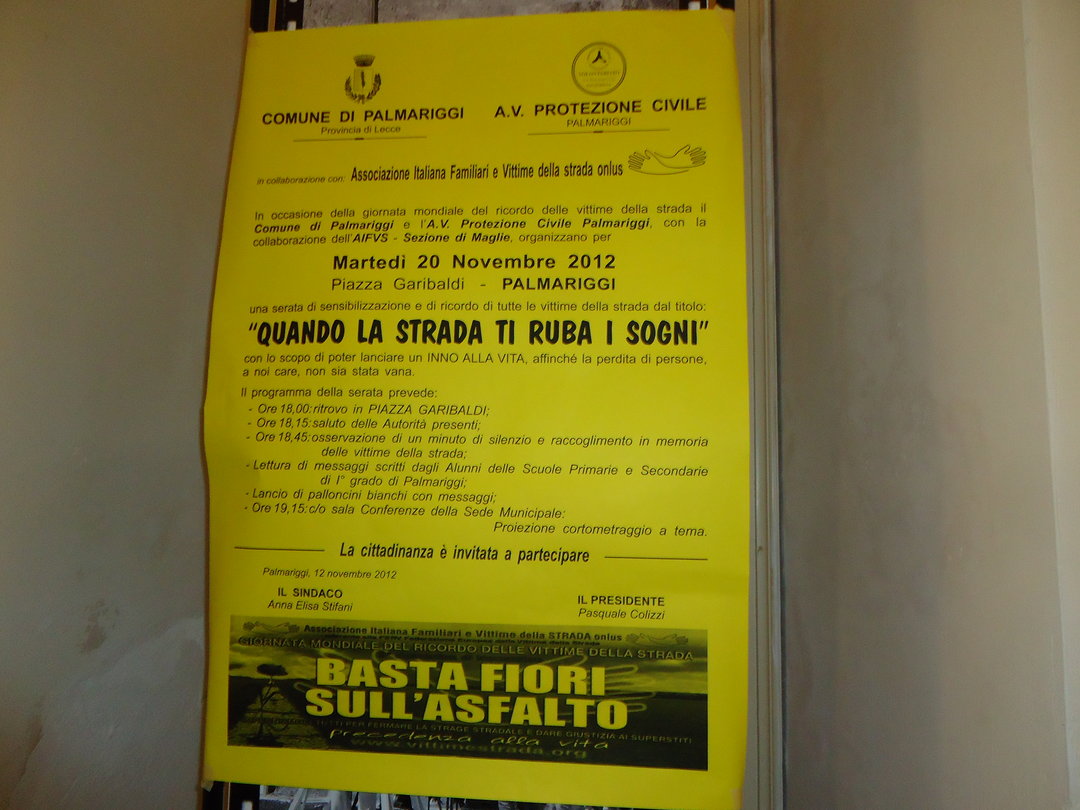 COMUNE DI PALMARIGGI
Provincia di Lecce
A.V. PROTEZIONE CIVILE
PALMARIGGI
in collaborazione con: Associazione Italiana Familiari e Vittime della strada onlus
In occasione della giornata mondiale del ricordo delle vittime della strada il
Comune di Palmariggi e l'A.V. Protezione Civile Palmariggi, con la
collaborazione dell'AIFVS - Sezione di Maglie, organizzano per
Martedì 20 Novembre 2012
Piazza Garibaldi - PALMARIGGI
una serata di sensibilizzazione e di ricordo di tutte le vittime della strada dal titolo:
"QUANDO LA STRADA TI RUBA I SOGNI"
con lo scopo di poter lanciare un INNO ALLA VITA, affinché la perdita di persone,
a noi care, non sia stata vana.
Il programma della serata prevede:
- Ore 18,00: ritrovo in PIAZZA GARIBALDI;
- Ore 18,15: saluto delle Autorità presenti;
- Ore 18,45: osservazione di un minuto di silenzio e raccoglimento in memoria
delle vittime della strada;
- Lettura di messaggi scritti dagli Alunni delle Scuole Primarie e Secondarie
di I° grado di Palmariggi;
- Lancio di palloncini bianchi con messaggi;
- Ore 19,15: c/o sala Conferenze della Sede Municipale:
Proiezione cortometraggio a tema.
La cittadinanza è invitata a partecipare
Palmariggi, 12 novembre 2012
IL SINDACO
Anna Elisa Stifani
IL PRESIDENTE
Pasquale Colizzi
Associazione Italiana Familiari e Vittime della STRADA onlus
GIORNATA MONDIALE DEL RICORDO DELLE VITTIME DELLA STRADA
BASTA FIORI
SULL'ASFALTO
TUTTI PER FERMARE LA STRAGE STRADALE E DARE GIUSTIZIA AI SUPERSTITI
Precedenza alla vita
www.vittimestrada.org